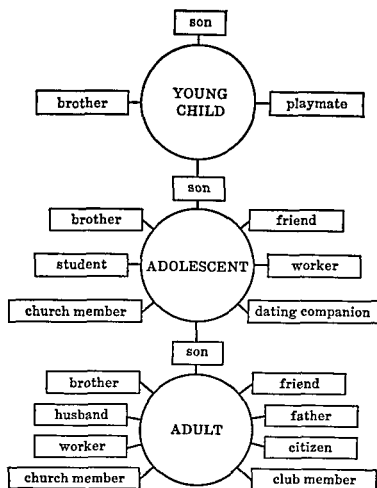 son
YOUNG
CHILD
brother
playmate
son
brother
friend
student
ADOLESCENT
worker
church member
dating companion
son
brother
friend
husband
father
ADULT
worker
citizen
church member
club member